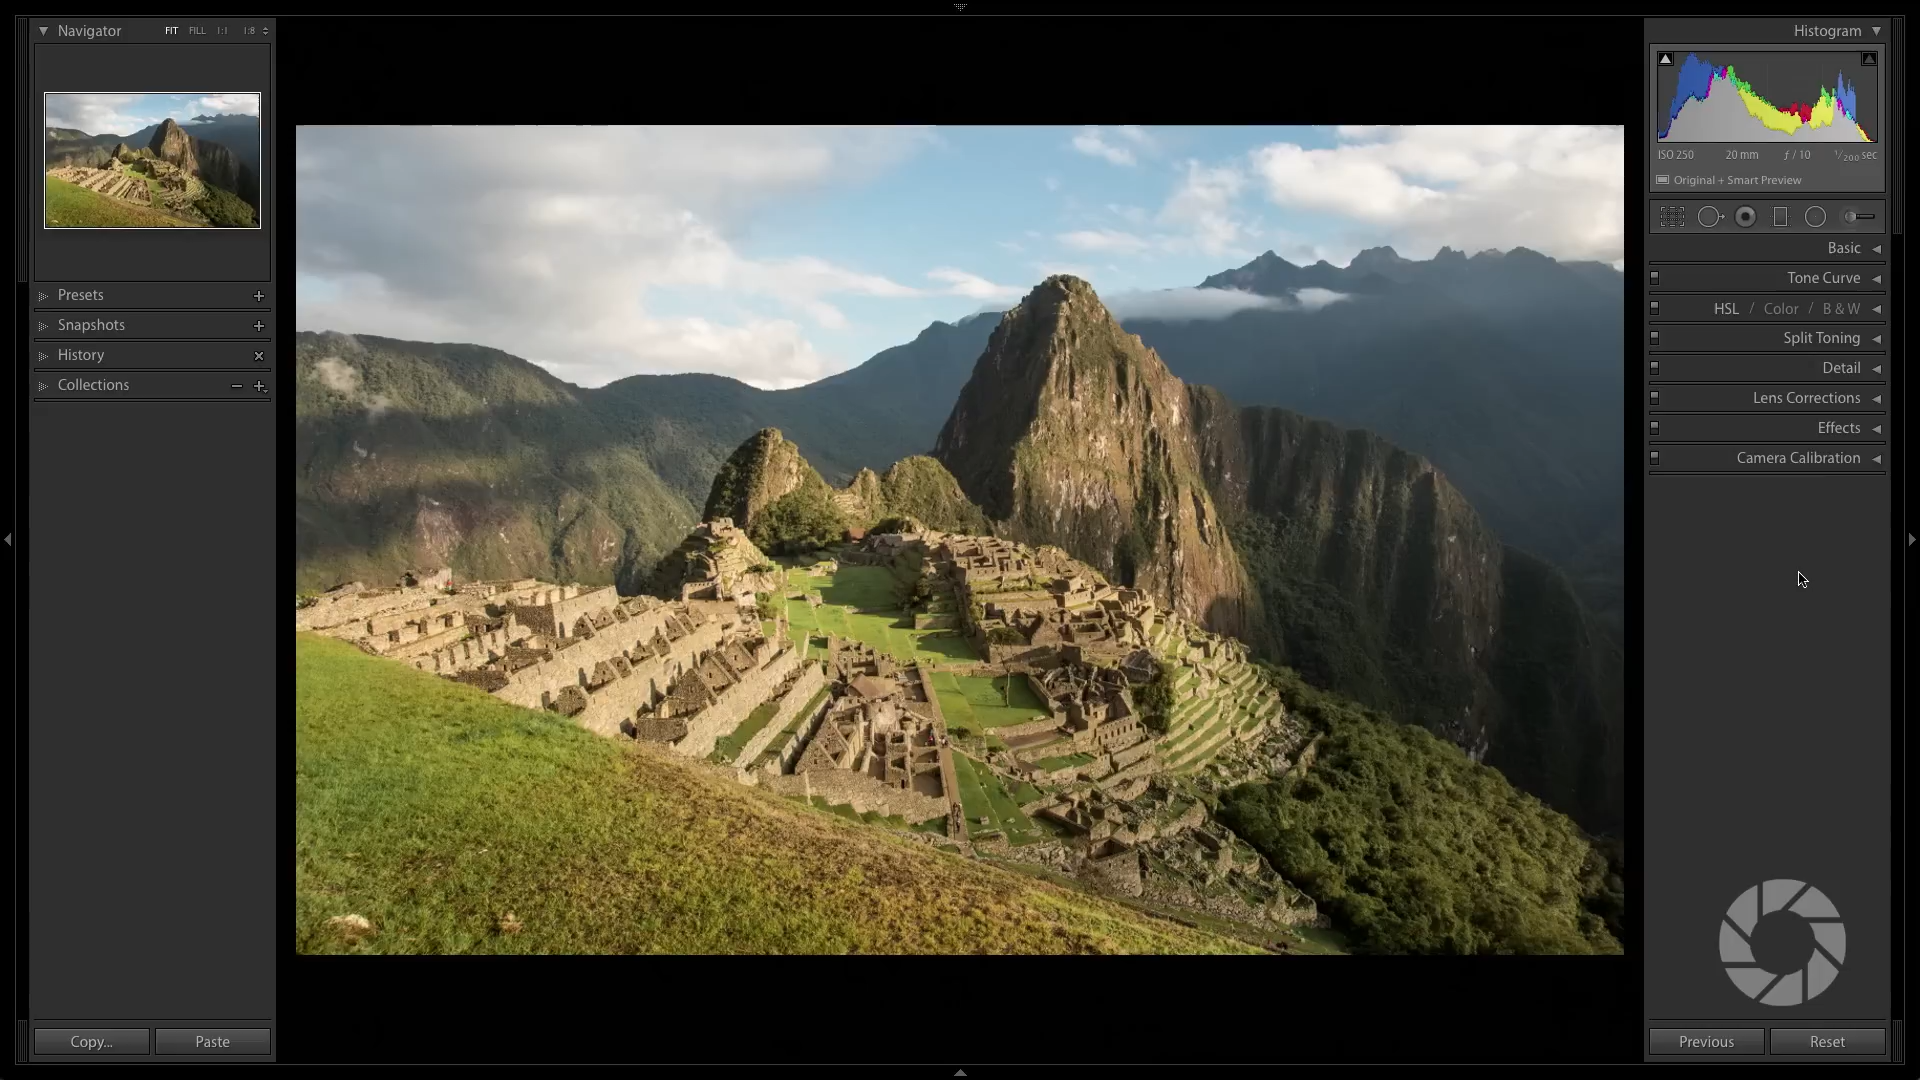 Navigator FIT FILL 1:1 1:8
Presets
Snapshots
History
Collections
Copy... Paste
Histogram
ISO 250 20 mm ƒ / 10 1/200 sec
Original + Smart Preview
Basic
Tone Curve
HSL / Color / B & W
Split Toning
Detail
Lens Corrections
Effects
Camera Calibration
Previous Reset